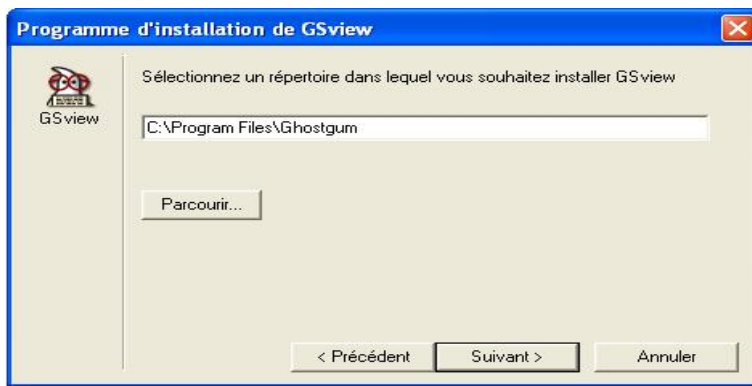 Programme d'installation de GSview
Sélectionnez un répertoire dans lequel vous souhaitez installer GSview
GSview
C:\Program Files\Ghostgum
Parcourir...
< Précédent
Suivant >
Annuler